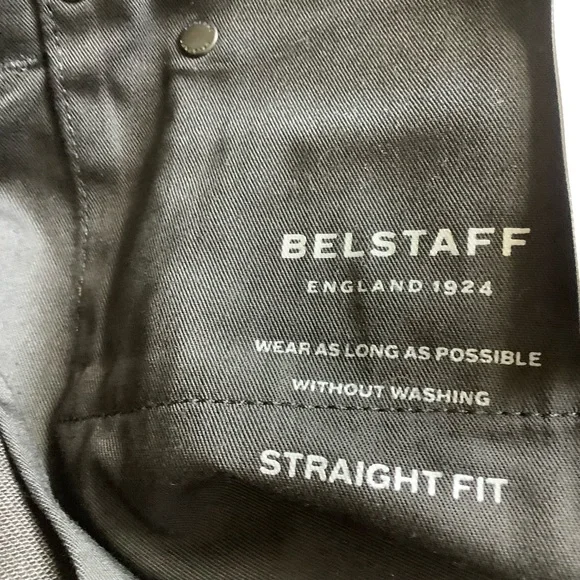 BELSTAFF
ENGLAND 1924
WEAR AS LONG AS POSSIBLE
WITHOUT WASHING
STRAIGHT FIT